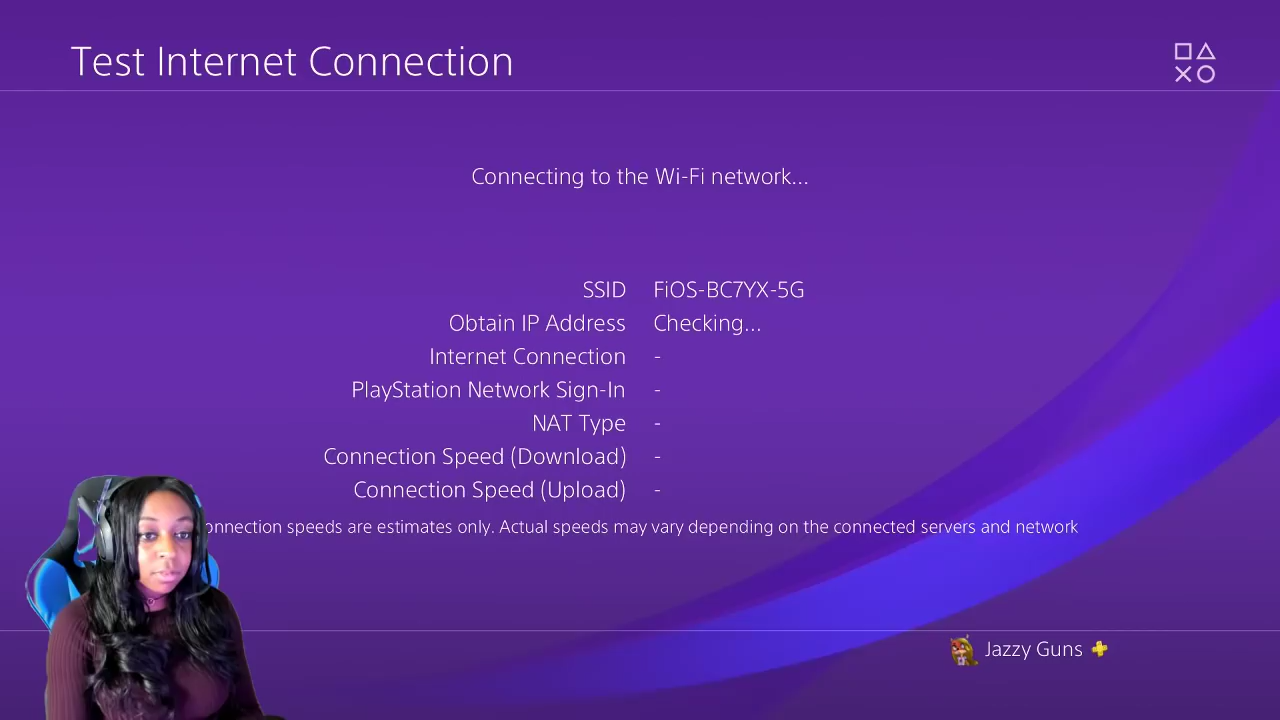 Test Internet Connection
Connecting to the Wi-Fi network...
SSID FiOS-BC7YX-5G
Obtain IP Address Checking...
Internet Connection -
PlayStation Network Sign-In -
NAT Type -
Connection Speed (Download) -
Connection Speed (Upload) -
onnection speeds are estimates only. Actual speeds may vary depending on the connected servers and network
Jazzy Guns